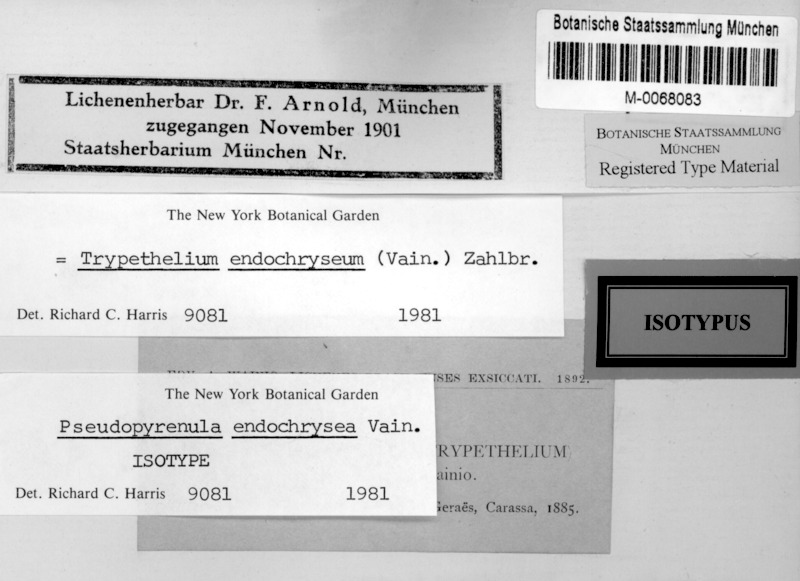 Botanische Staatssammlung München
M-0068083
BOTANISCHE STAATSSAMMLUNG
MÜNCHEN
Registered Type Material
Lichenenherbar Dr. F. Arnold, München
zugegangen November 1901
Staatsherbarium München Nr.
The New York Botanical Garden
= Trypethelium endochryseum (Vain.) Zahlbr.
Det. Richard C. Harris 9081 1981
ISOTYPUS
EXSICCATI. 1892.
The New York Botanical Garden
Pseudopyrenula endochrysea Vain.
ISOTYPE
Det. Richard C. Harris 9081 1981
RYPETHELIUM
ainio.
Geraës, Carassa, 1885.